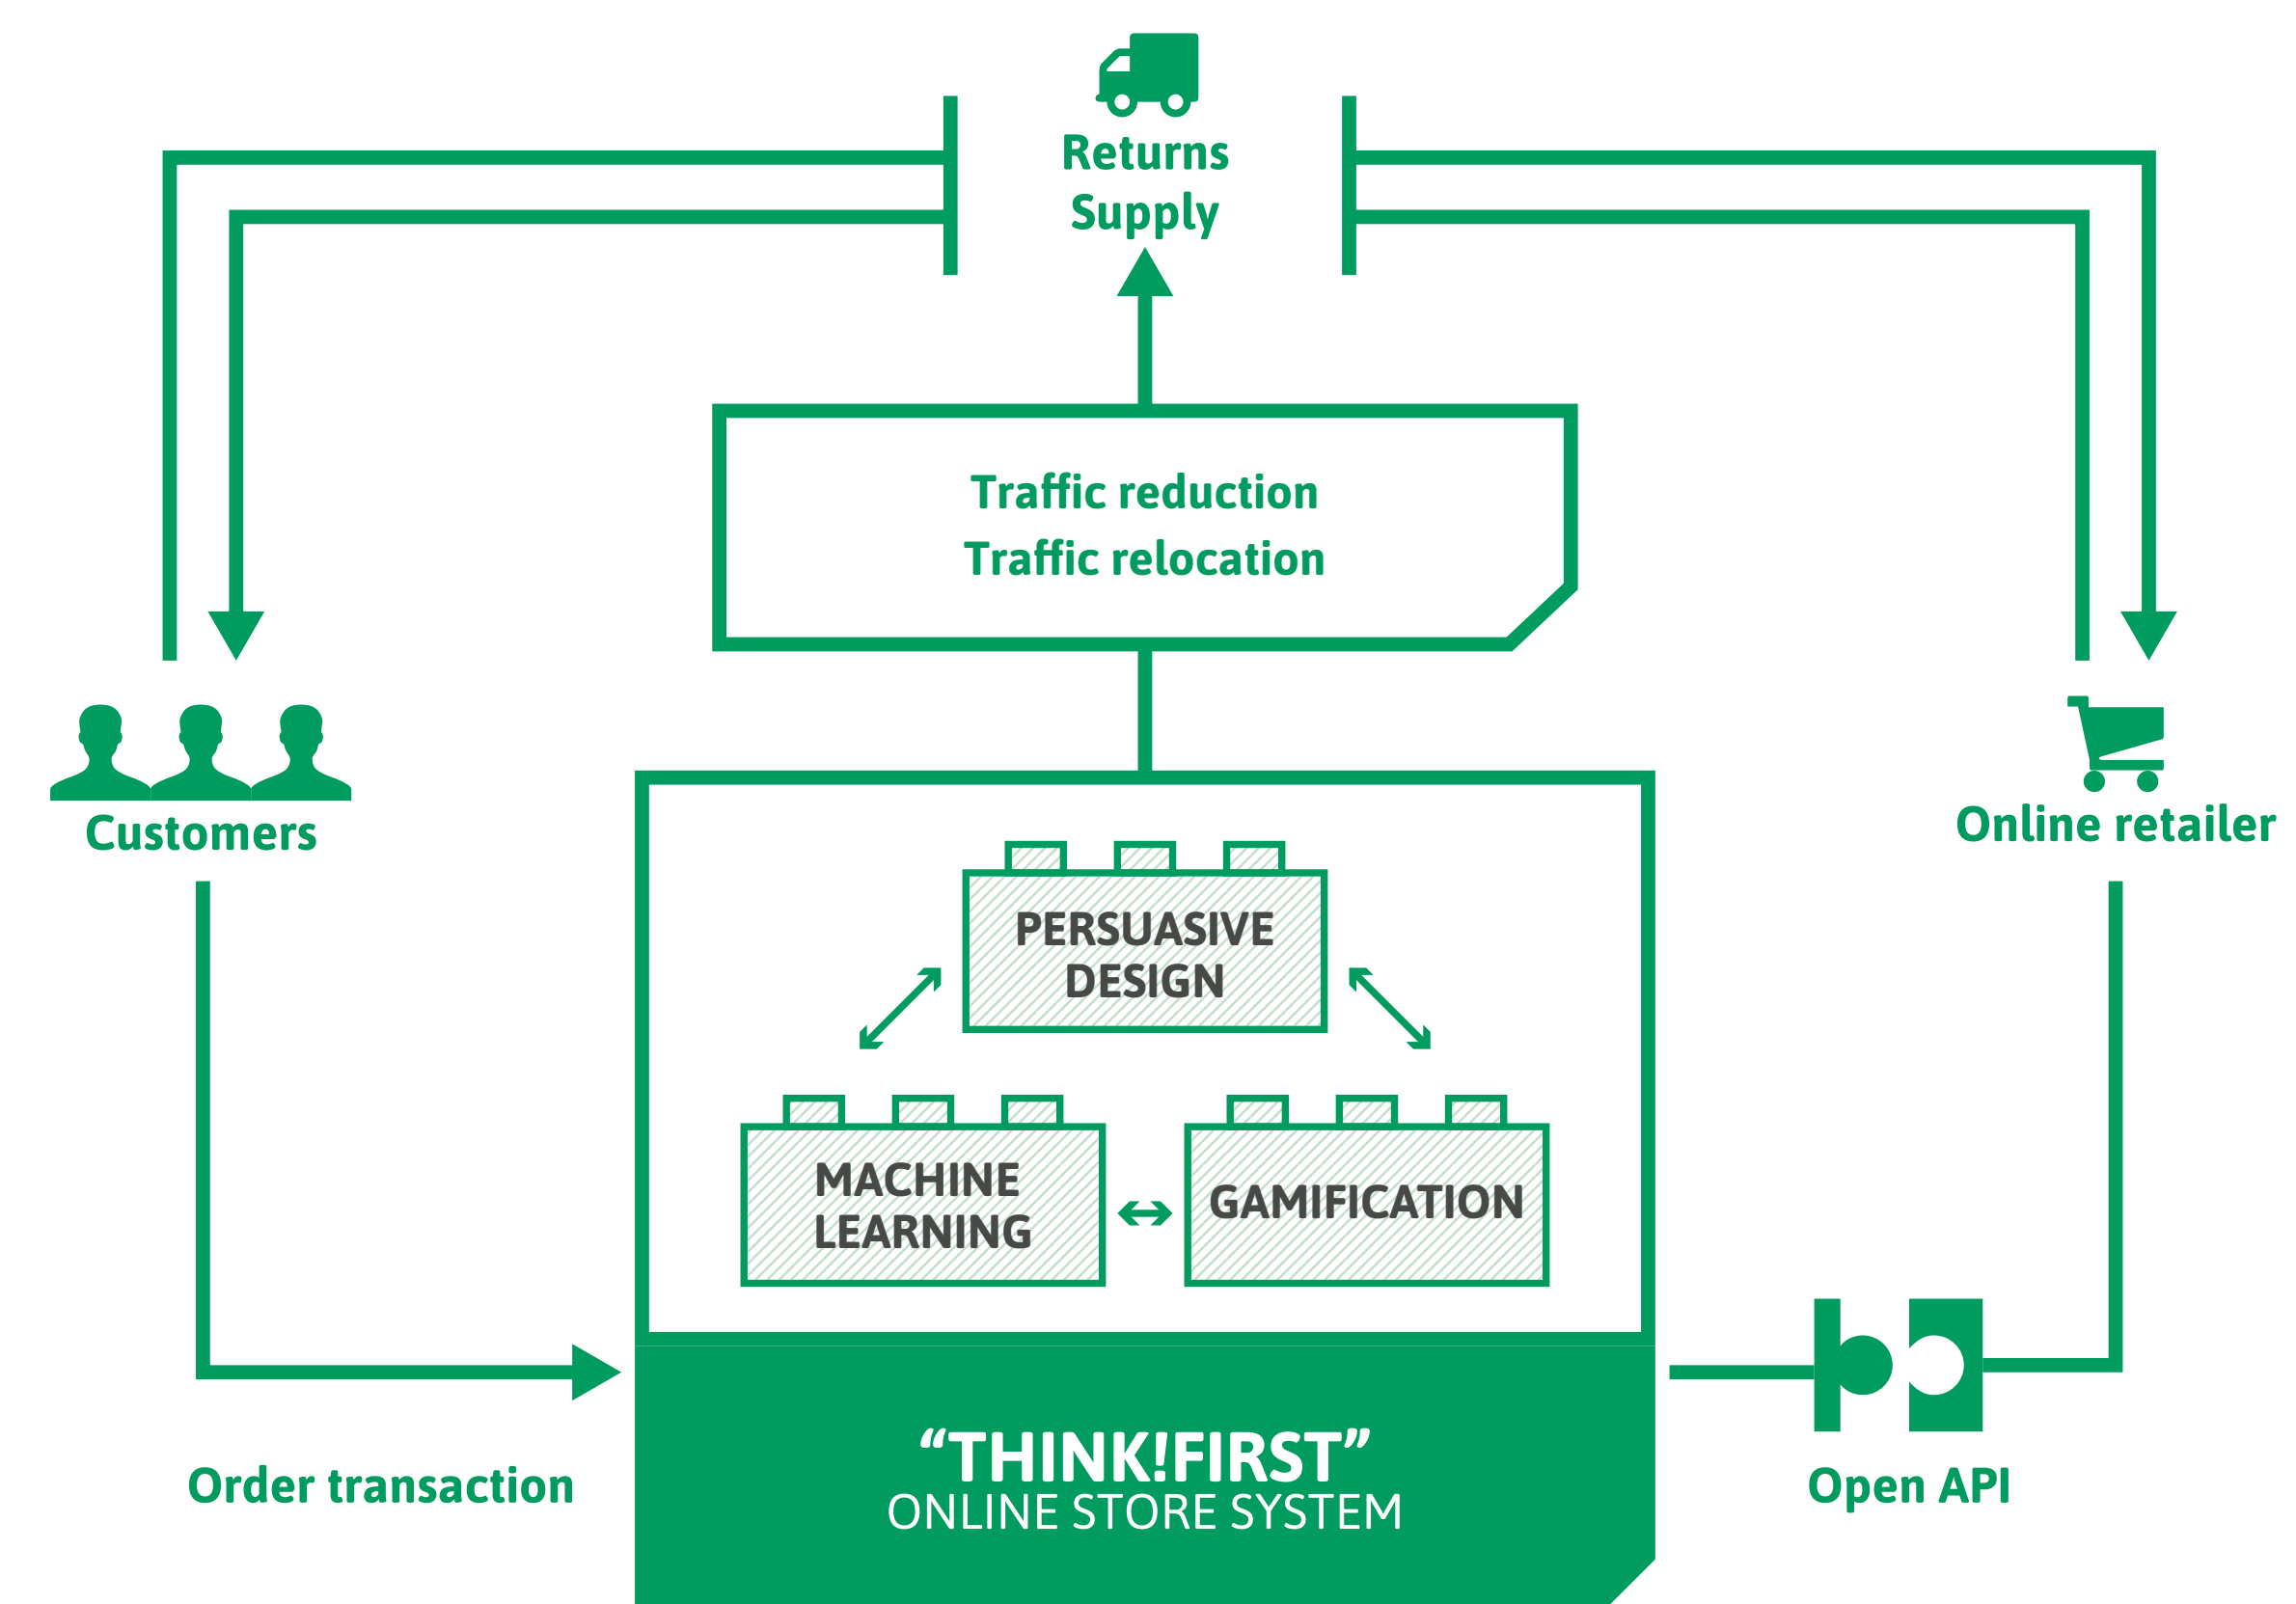 Returns
Supply
Traffic reduction
Traffic relocation
Customers
Online retailer
PERSUASIVE
DESIGN
MACHINE
LEARNING
GAMIFICATION
Order transaction
“THINK!FIRST”
ONLINE STORE SYSTEM
Open API